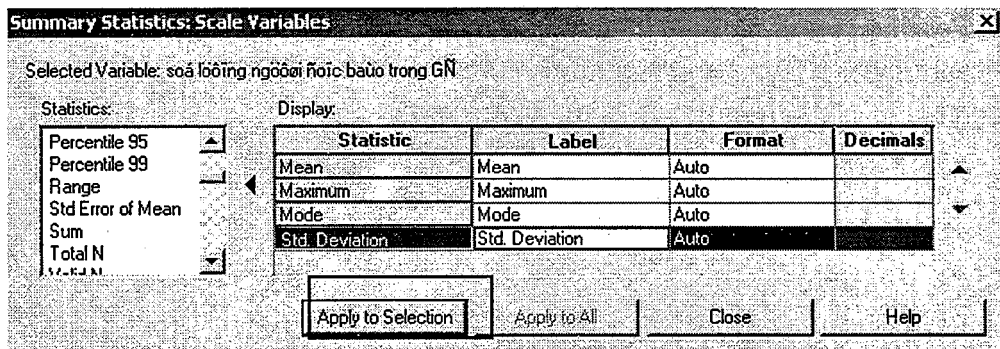 Summary Statistics: Scale Variables
Selected Variable: soá löôïng ngöôøi ñoïc baùo trong GÑ
Statistics:
Percentile 95
Percentile 99
Range
Std Error of Mean
Sum
Total N
Valid N
Display:
Statistic Label Format Decimals
Mean Mean Auto
Maximum Maximum Auto
Mode Mode Auto
Std. Deviation Std. Deviation Auto
Apply to Selection Apply to All Close Help